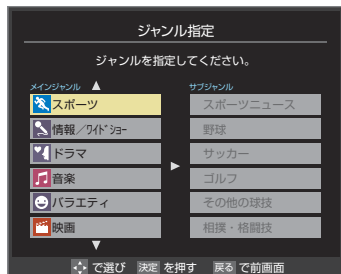 ジャンル指定
ジャンルを指定してください。
メインジャンル
サブジャンル
スポーツ
スポーツニュース
情報／ワイドショー
野球
ドラマ
サッカー
音楽
ゴルフ
バラエティ
その他の球技
映画
相撲・格闘技
で選び 決定 を押す 戻る で前画面